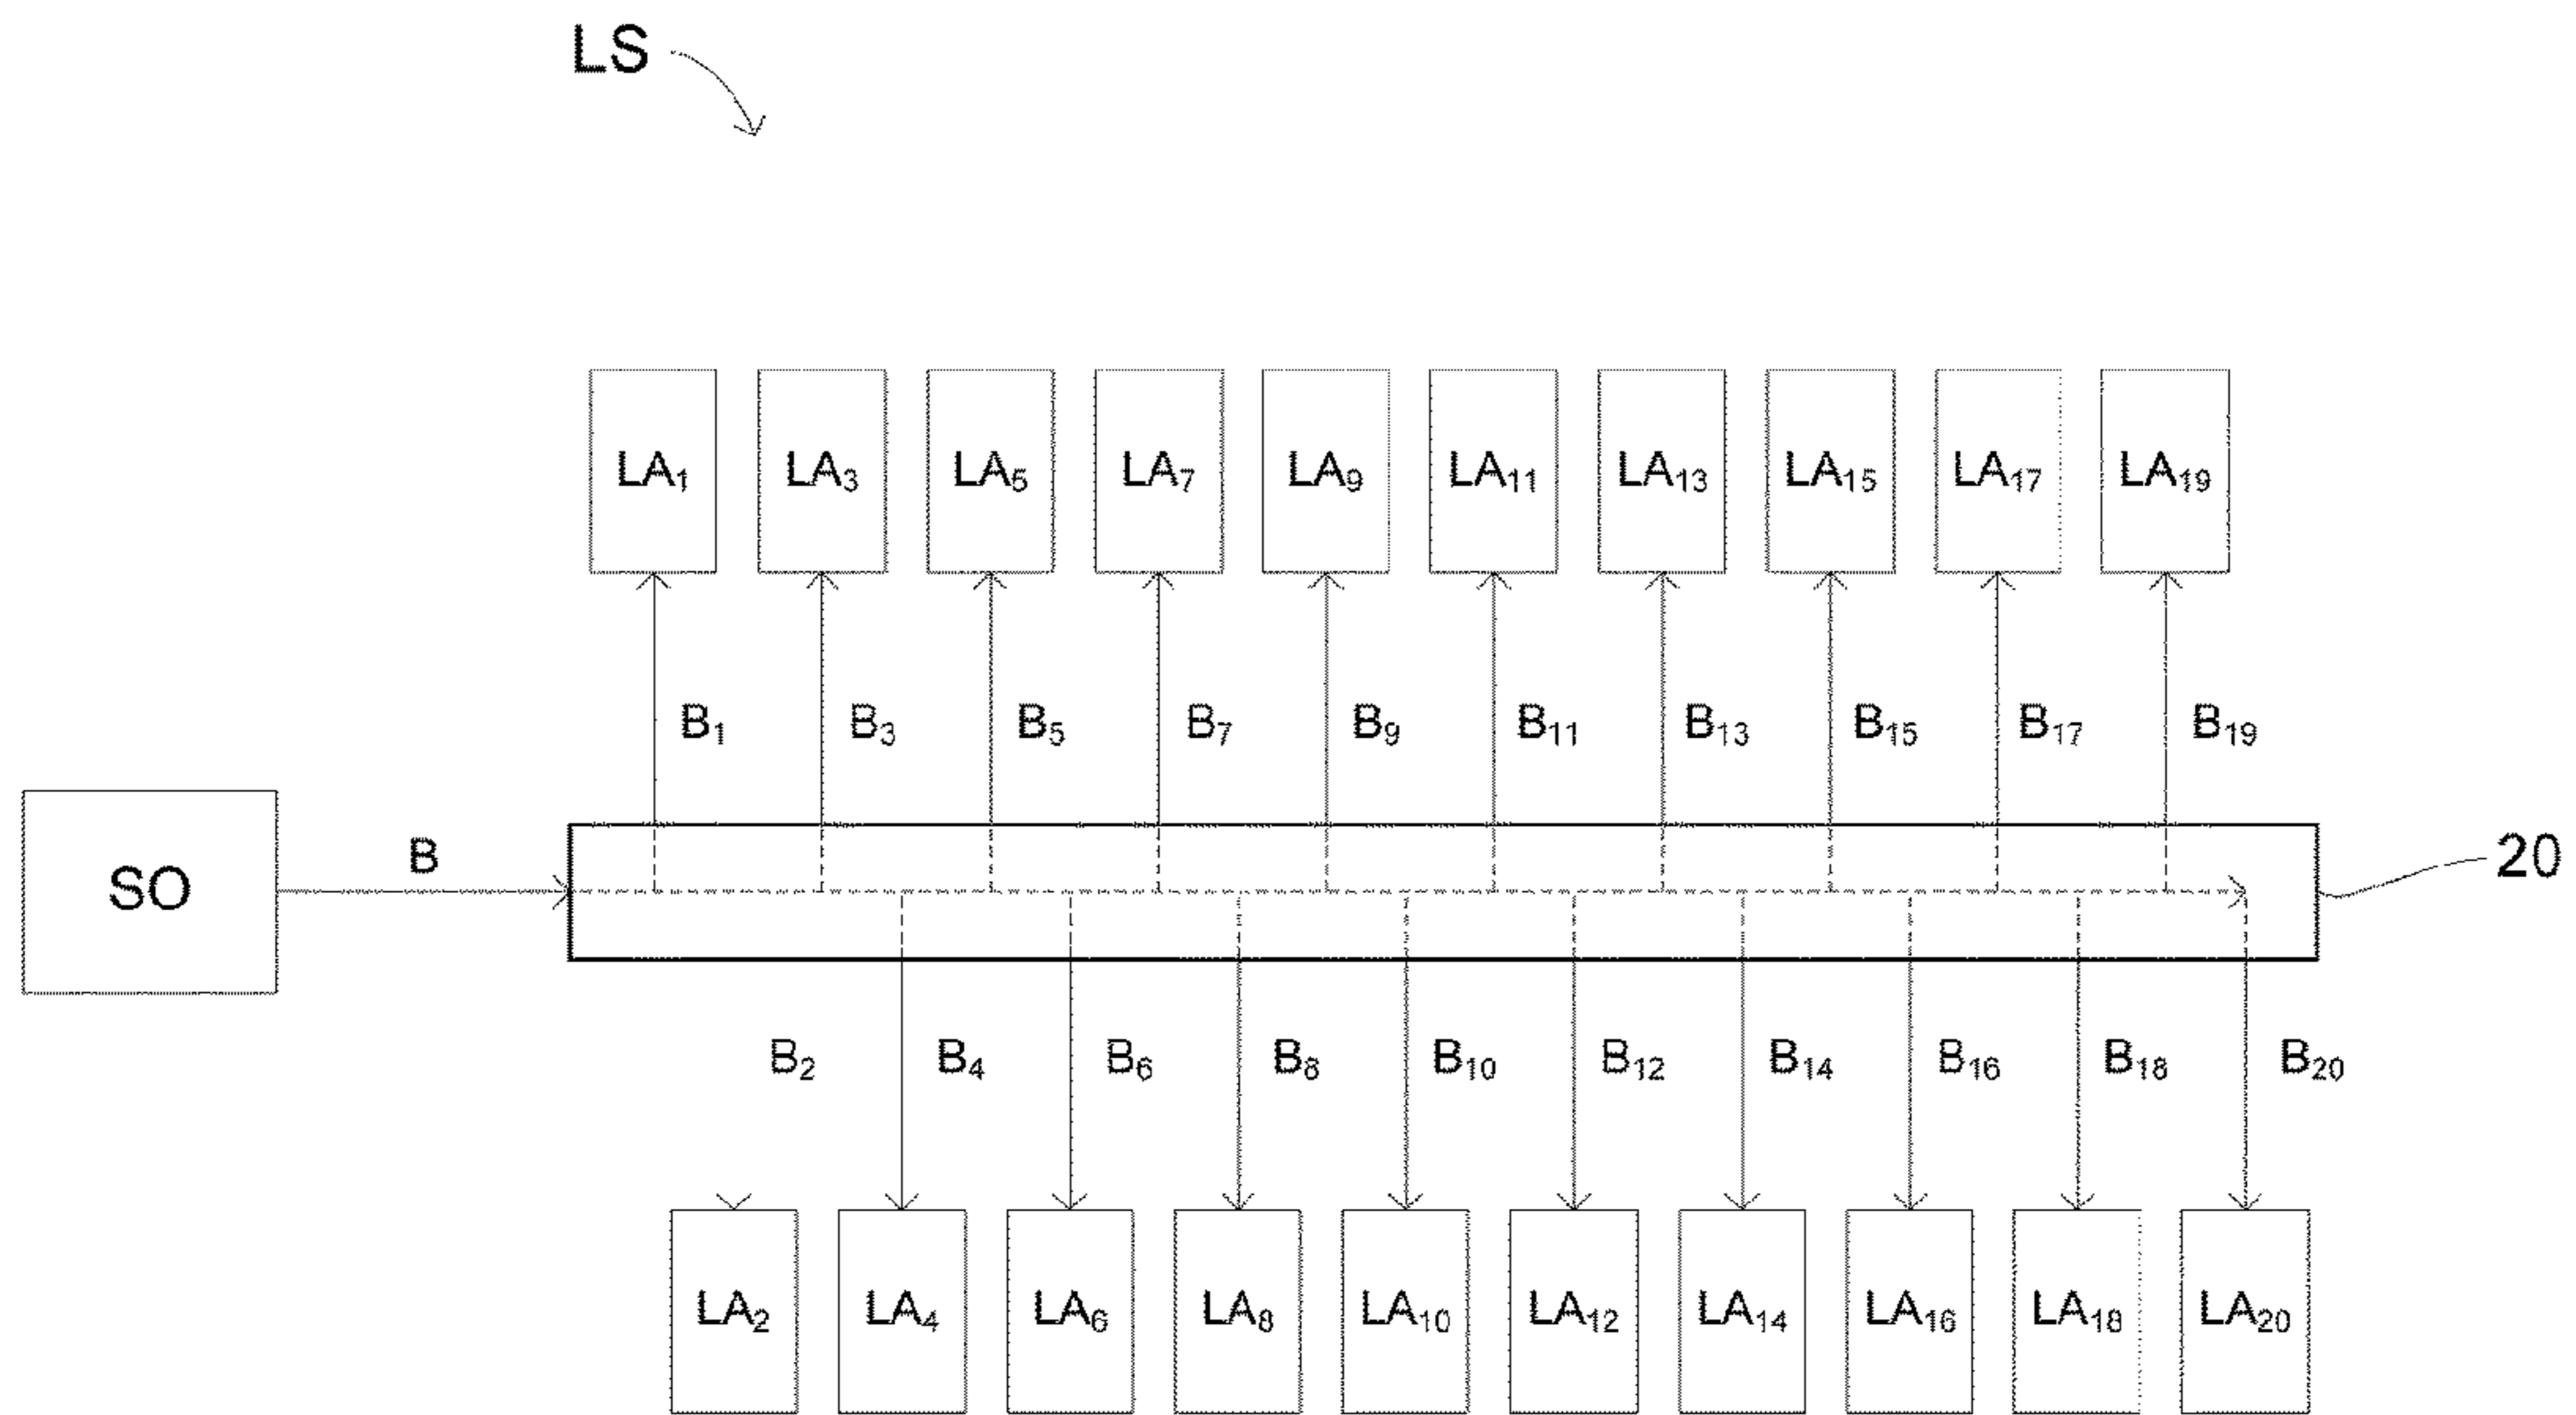 LS
LA₁ LA₃ LA₅ LA₇ LA₉ LA₁₁ LA₁₃ LA₁₅ LA₁₇ LA₁₉
B₁ B₃ B₅ B₇ B₉ B₁₁ B₁₃ B₁₅ B₁₇ B₁₉
SO B 20
B₂ B₄ B₆ B₈ B₁₀ B₁₂ B₁₄ B₁₆ B₁₈ B₂₀
LA₂ LA₄ LA₆ LA₈ LA₁₀ LA₁₂ LA₁₄ LA₁₆ LA₁₈ LA₂₀